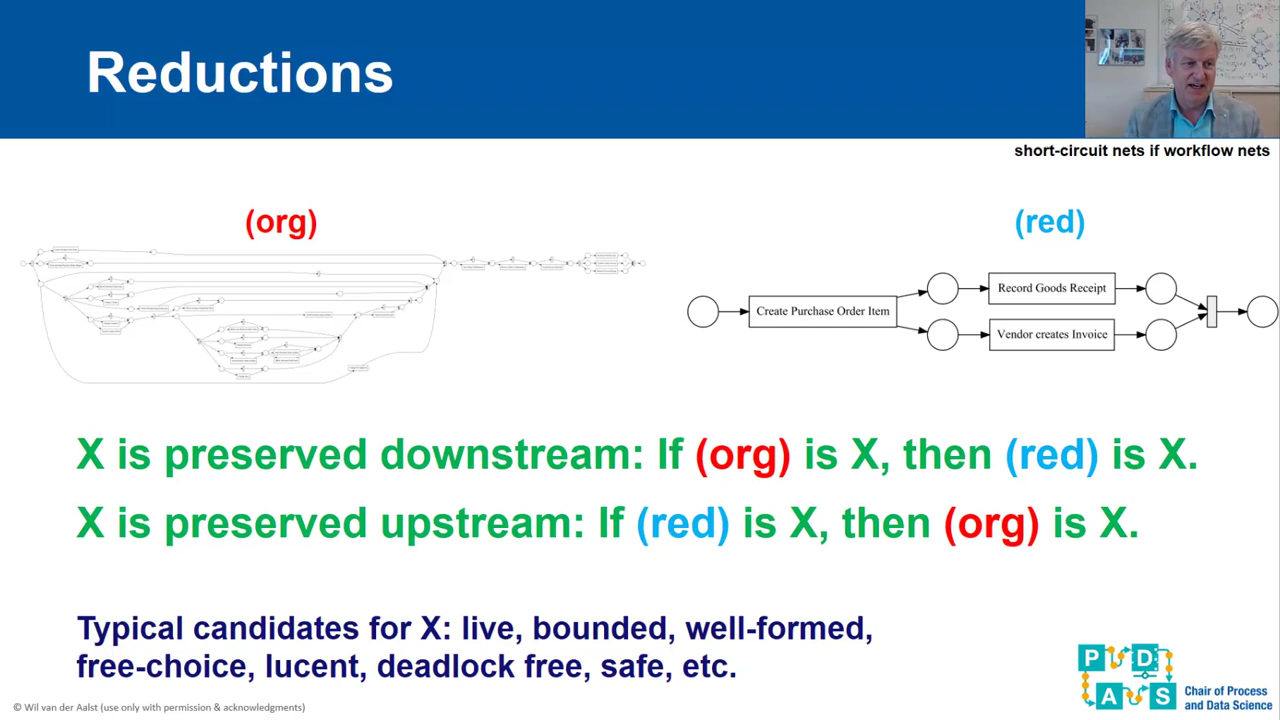 Reductions
short-circuit nets if workflow nets
(org)
(red)
Create Purchase Order Item
Record Goods Receipt
Vendor creates Invoice
X is preserved downstream: If (org) is X, then (red) is X.
X is preserved upstream: If (red) is X, then (org) is X.
Typical candidates for X: live, bounded, well-formed,
free-choice, lucent, deadlock free, safe, etc.
P D
A S
Chair of Process
and Data Science
© Wil van der Aalst (use only with permission & acknowledgments)